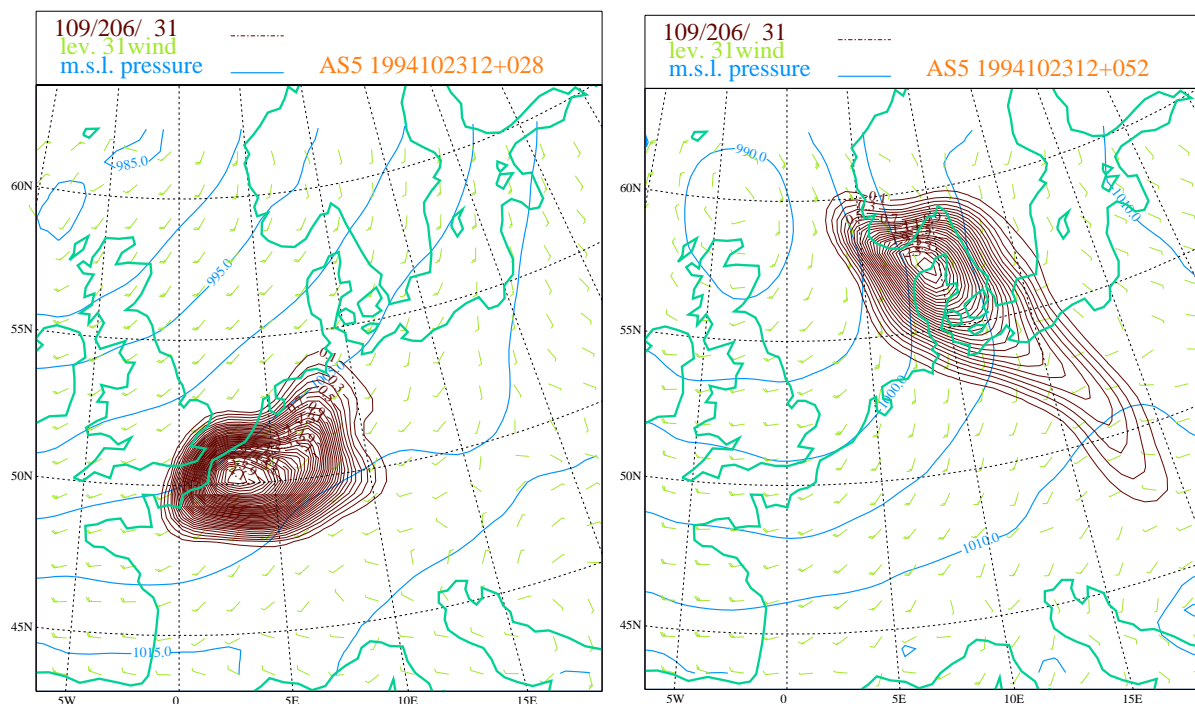 109/206/ 31
lev. 31wind
m.s.l. pressure
AS5 1994102312+028
985.0
60N
995.0
55N
50N
45N
1015.0
5W
0
5E
10E
15E
109/206/ 31
lev. 31wind
m.s.l. pressure
AS5 1994102312+052
990.0
1010.0
60N
55N
1000.0
50N
1010.0
45N
5W
0
5E
10E
15E